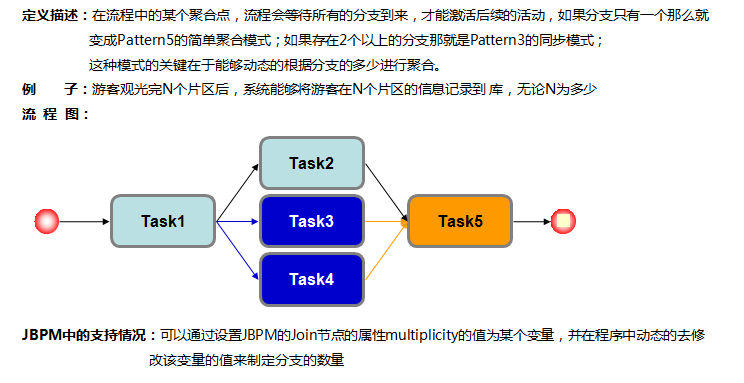 定义描述：在流程中的某个聚合点，流程会等待所有的分支到来，才能激活后续的活动，如果分支只有一个那么就
变成Pattern5的简单聚合模式；如果存在2个以上的分支那就是Pattern3的同步模式；
这种模式的关键在于能够动态的根据分支的多少进行聚合。
例 子：游客观光完N个片区后，系统能够将游客在N个片区的信息记录到 库，无论N为多少
流 程 图：
Task2
Task1
Task3
Task5
Task4
JBPM中的支持情况：可以通过设置JBPM的Join节点的属性multiplicity的值为某个变量，并在程序中动态的去修
改该变量的值来制定分支的数量